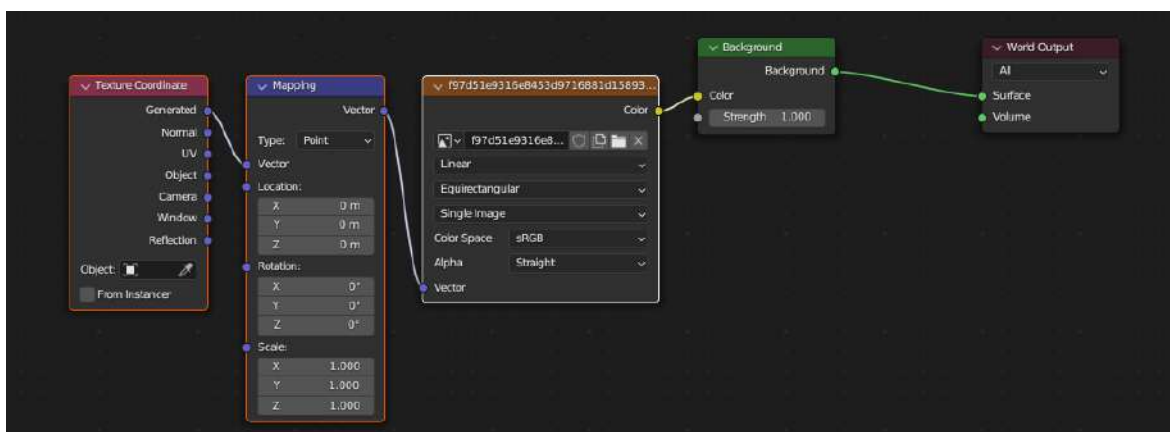 Texture Coordinate
Generated
Normal
UV
Object
Camera
Window
Reflection
Object:
From Instancer
Mapping
Vector
Type: Point
Vector
Location:
X 0 m
Y 0 m
Z 0 m
Rotation:
X 0°
Y 0°
Z 0°
Scale:
X 1.000
Y 1.000
Z 1.000
f97d51e9316e8453d9716881d15893...
Color
f97d51e9316e8...
Linear
Equirectangular
Single Image
Color Space sRGB
Alpha Straight
Vector
Background
Background
Color
Strength 1.000
World Output
All
Surface
Volume